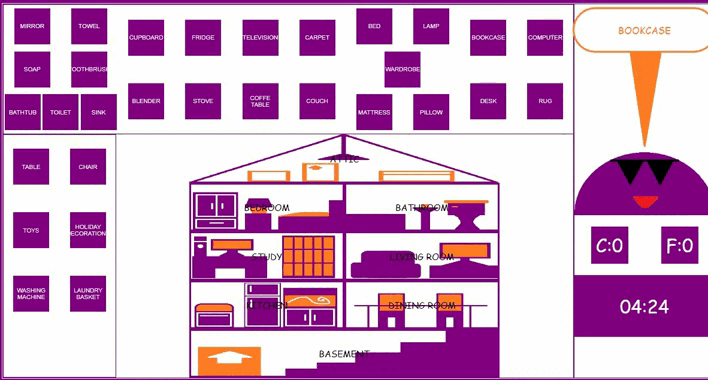 MIRROR
TOWEL
SOAP
OOTHBRUSH
BATHTUB
TOILET
SINK
CUPBOARD
FRIDGE
TELEVISION
CARPET
BLENDER
STOVE
COFFE TABLE
COUCH
BED
LAMP
WARDROBE
MATTRESS
PILLOW
BOOKCASE
COMPUTER
DESK
RUG
BOOKCASE
TABLE
CHAIR
TOYS
HOLIDAY
DECORATIONS
WASHING
MACHINE
LAUNDRY
BASKET
ATTIC
BEDROOM
BATHROOM
STUDY
LIVING ROOM
KITCHEN
DINING ROOM
BASEMENT
C:0
F:0
04:24